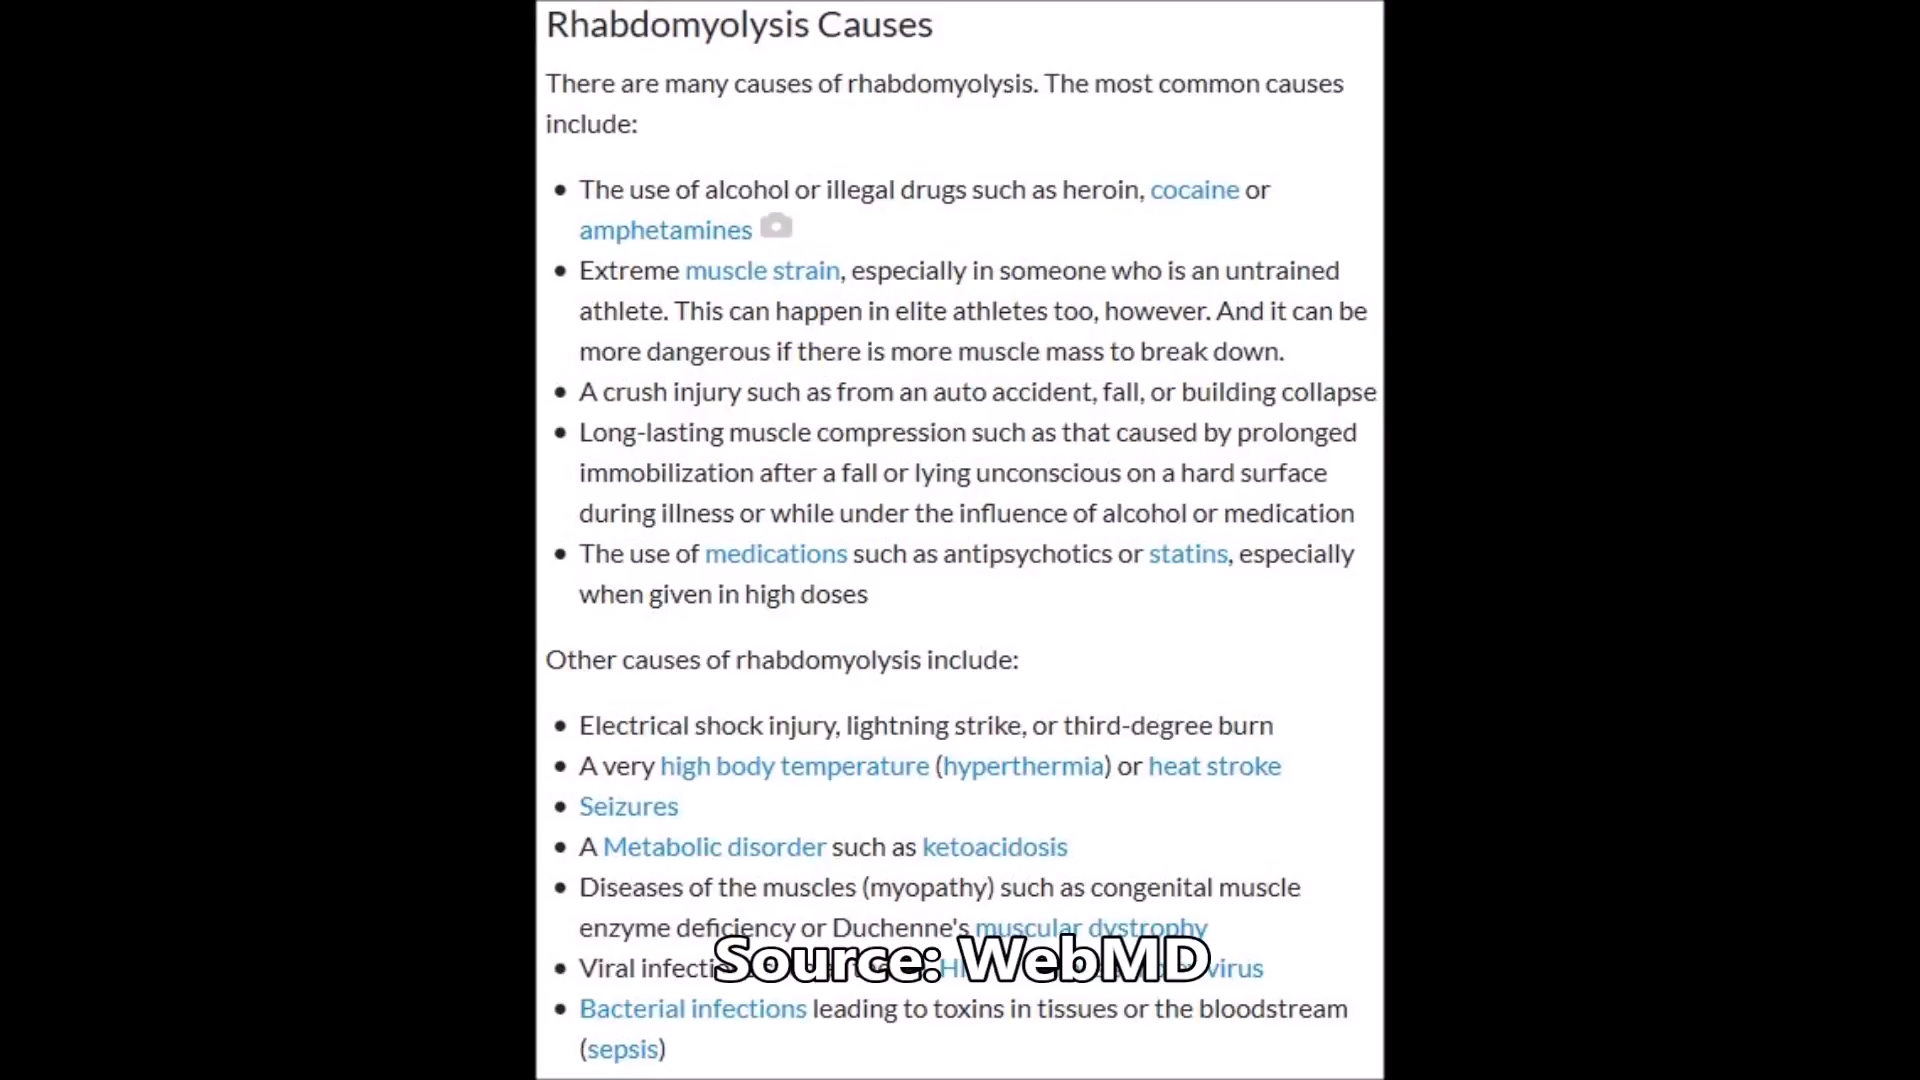 Rhabdomyolysis Causes
There are many causes of rhabdomyolysis. The most common causes
include:
• The use of alcohol or illegal drugs such as heroin, cocaine or
amphetamines
• Extreme muscle strain, especially in someone who is an untrained
athlete. This can happen in elite athletes too, however. And it can be
more dangerous if there is more muscle mass to break down.
• A crush injury such as from an auto accident, fall, or building collapse
• Long-lasting muscle compression such as that caused by prolonged
immobilization after a fall or lying unconscious on a hard surface
during illness or while under the influence of alcohol or medication
• The use of medications such as antipsychotics or statins, especially
when given in high doses
Other causes of rhabdomyolysis include:
• Electrical shock injury, lightning strike, or third-degree burn
• A very high body temperature (hyperthermia) or heat stroke
• Seizures
• A Metabolic disorder such as ketoacidosis
• Diseases of the muscles (myopathy) such as congenital muscle
enzyme deficiency or Duchenne's muscular dystrophy
• Viral virus
Source: WebMD
• Bacterial infections leading to toxins in tissues or the bloodstream
(sepsis)